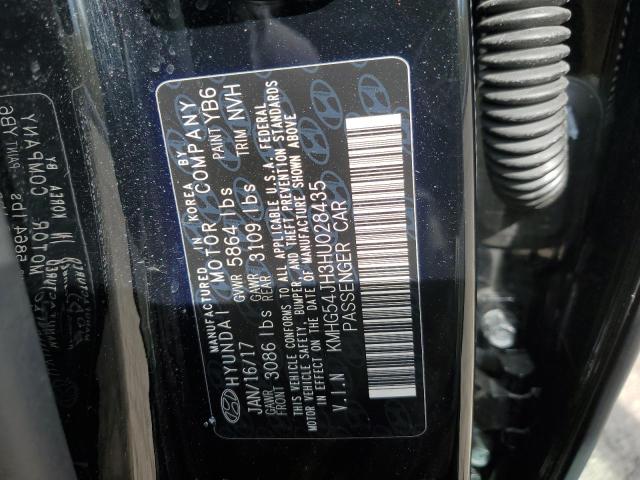 MANUFACTURED IN KOREA BY
HYUNDAI MOTOR COMPANY
JAN/16/17 GVWR 5864 lbs PAINT YB6
GAWR FRON 3086 lbs GAWR REAR 3109 lbs TRIM NVH
THIS VEHICLE CONFORMS TO ALL APPLICABLE U.S.A. FEDERAL
MOTOR VEHICLE SAFETY, BUMPER AND THEFT PREVENTION STANDARDS
IN EFFECT ON THE DATE OF MANUFACTURE SHOWN ABOVE
V.I.N KMHG54JH3HU028435
PASSENGER CAR